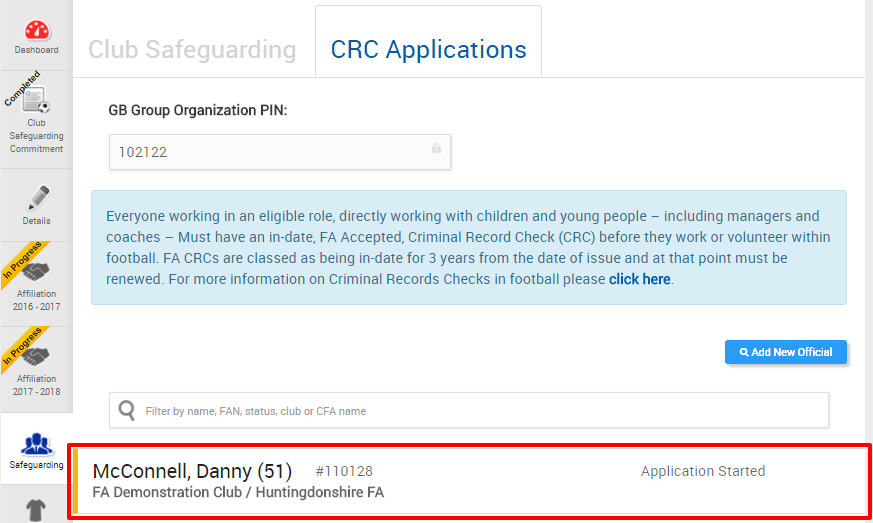 Dashboard
Completed
Club
Safeguarding
Commitment
Details
In Progress
Affiliation
2016 - 2017
In Progress
Affiliation
2017 - 2018
Safeguarding
Club Safeguarding
CRC Applications
GB Group Organization PIN:
102122
Everyone working in an eligible role, directly working with children and young people – including managers and
coaches – Must have an in-date, FA Accepted, Criminal Record Check (CRC) before they work or volunteer within
football. FA CRCs are classed as being in-date for 3 years from the date of issue and at that point must be
renewed. For more information on Criminal Records Checks in football please click here.
Add New Official
Filter by name, FAN, status, club or CFA name
McConnell, Danny (51) #110128 Application Started
FA Demonstration Club / Huntingdonshire FA